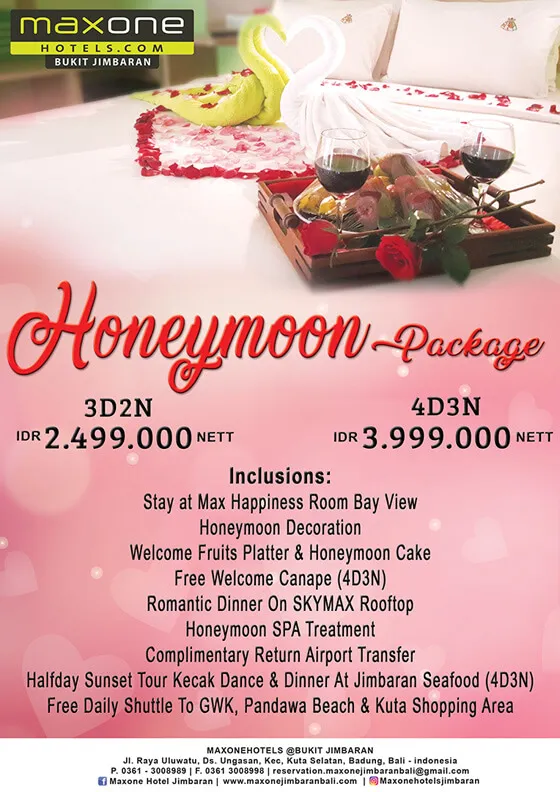 maxone
HOTELS.COM
BUKIT JIMBARAN
Honeymoon Package
3D2N
IDR 2.499.000 NETT
4D3N
IDR 3.999.000 NETT
Inclusions:
Stay at Max Happiness Room Bay View
Honeymoon Decoration
Welcome Fruits Platter & Honeymoon Cake
Free Welcome Canape (4D3N)
Romantic Dinner On SKYMAX Rooftop
Honeymoon SPA Treatment
Complimentary Return Airport Transfer
Halfday Sunset Tour Kecak Dance & Dinner At Jimbaran Seafood (4D3N)
Free Daily Shuttle To GWK, Pandawa Beach & Kuta Shopping Area
MAXONEHOTELS @BUKIT JIMBARAN
Jl. Raya Uluwatu, Ds. Ungasan, Kec, Kuta Selatan, Badung, Bali - indonesia
P. 0361 - 3008989 | F. 0361 3008998 | reservation.maxonejimbaranbali@gmail.com
Maxone Hotel Jimbaran | www.maxonejimbaranbali.com | Maxonehotelsjimbaran